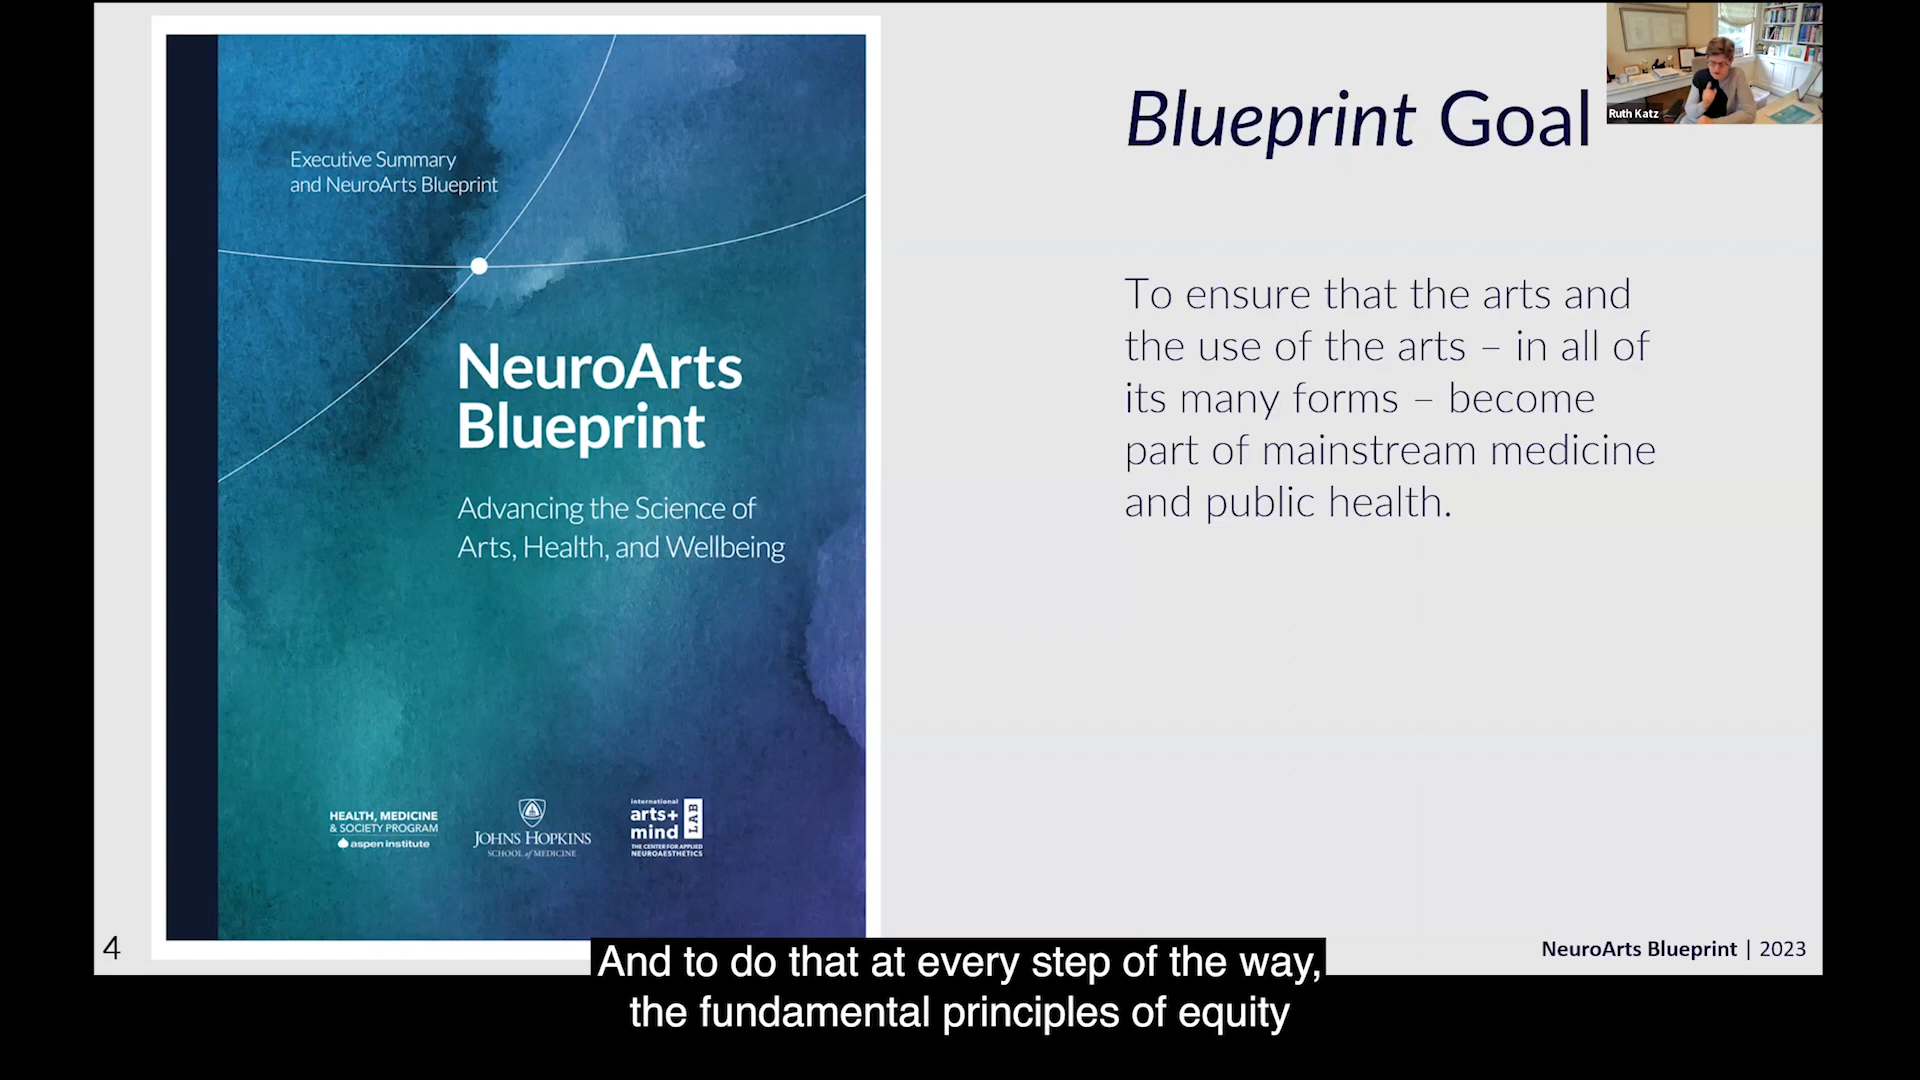 Executive Summary
and NeuroArts Blueprint
NeuroArts
Blueprint
Advancing the Science of
Arts, Health, and Wellbeing
HEALTH, MEDICINE
& SOCIETY PROGRAM
aspen institute
JOHNS HOPKINS
SCHOOL of MEDICINE
international
arts+
mind
LAB
THE CENTER FOR APPLIED
NEUROAESTHETICS
Blueprint Goal
To ensure that the arts and
the use of the arts – in all of
its many forms – become
part of mainstream medicine
and public health.
Ruth Katz
4
NeuroArts Blueprint | 2023
And to do that at every step of the way,
the fundamental principles of equity